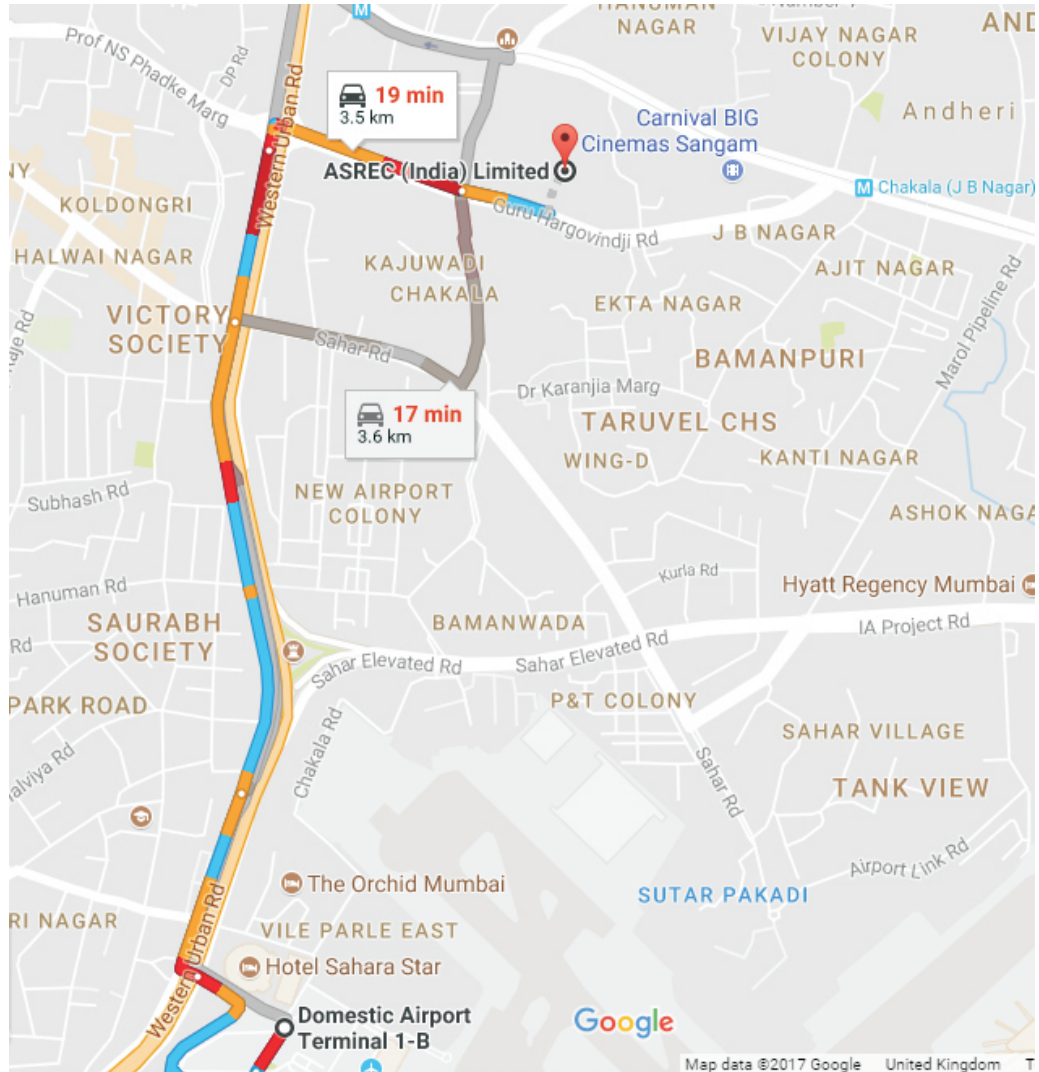 HANUMAN
NAGAR
VIJAY NAGAR
COLONY
Prof NS Phadke Marg
DP Rd
M
Western Urban Rd
19 min
3.5 km
Carnival BIG
Cinemas Sangam
Andheri
ASREC (India) Limited
M Chakala (J B Nagar)
Guru Hargovindji Rd
KOLDONGRI
J B NAGAR
HALWAI NAGAR
KAJUWADI
CHAKALA
AJIT NAGAR
EKTA NAGAR
Marol Pipeline Rd
VICTORY
SOCIETY
Sahar Rd
BAMANPURI
Dr Karanjia Marg
17 min
3.6 km
TARUVEL CHS
WING-D
KANTI NAGAR
Subhash Rd
NEW AIRPORT
COLONY
Kurla Rd
Hanuman Rd
Hyatt Regency Mumbai
SAURABH
SOCIETY
BAMANWADA
IA Project Rd
Rd
Sahar Elevated Rd
Sahar Elevated Rd
PARK ROAD
P&T COLONY
Chakala Rd
SAHAR VILLAGE
Sahar Rd
TANK VIEW
Airport Link Rd
The Orchid Mumbai
SUTAR PAKADI
Western Urban Rd
VILE PARLE EAST
Hotel Sahara Star
Domestic Airport
Terminal 1-B
Google
Map data ©2017 Google United Kingdom